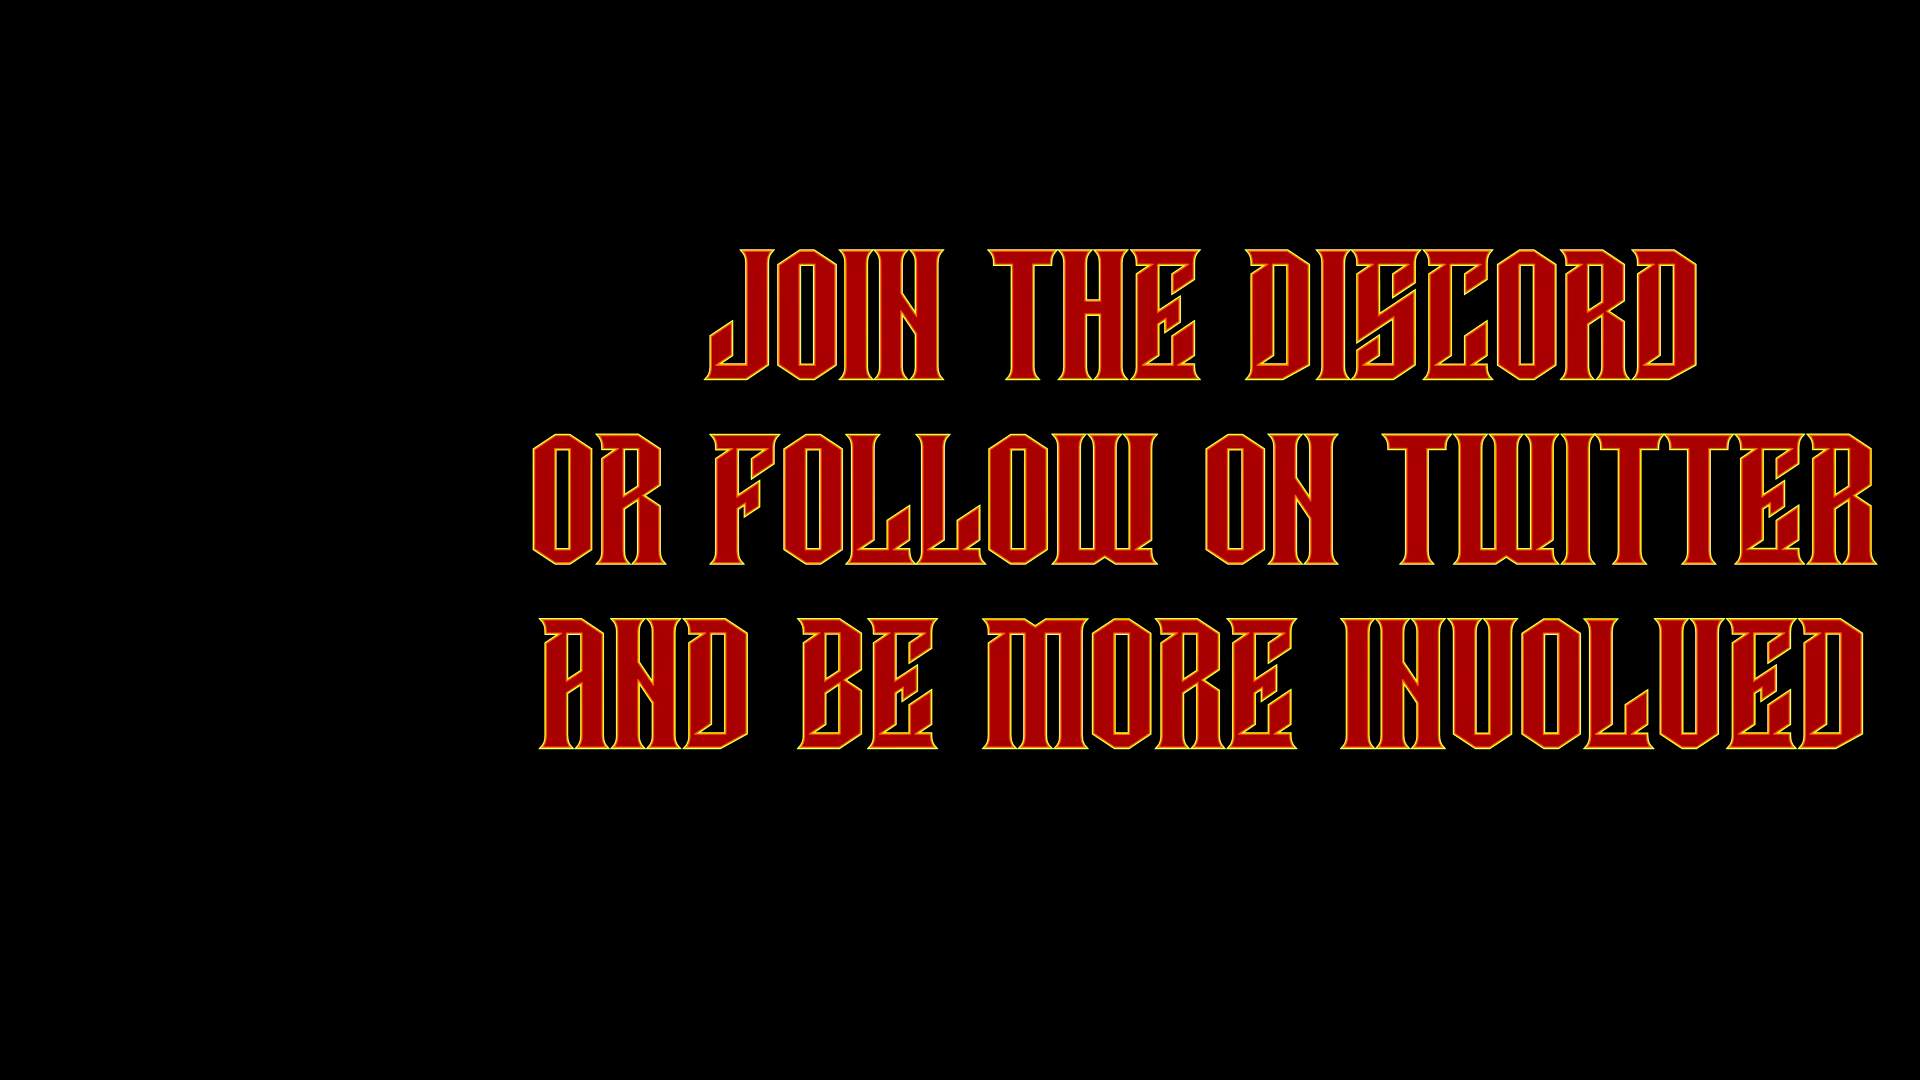 JOIN THE DISCORD
OR FOLLOW ON TWITTER
AND BE MORE INVOLVED